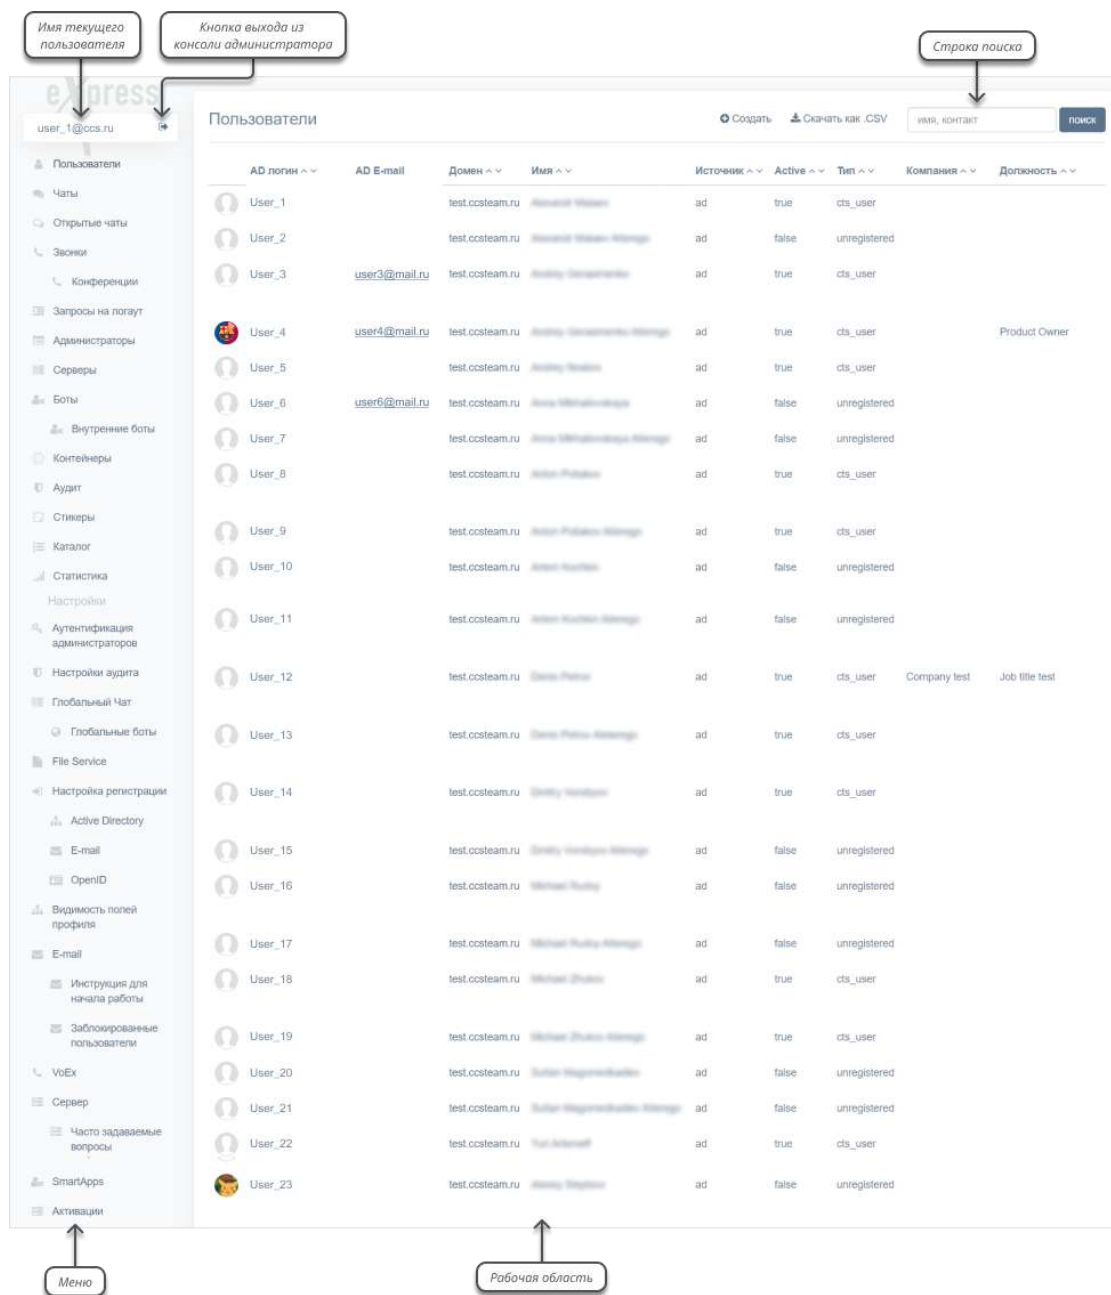 Имя текущего
пользователя
Кнопка выхода из
консоли администратора
Строка поиска
eXpress
user_1@ccs.ru
Пользователи
Создать
Скачать как .CSV
имя, контакт
поиск
Пользователи
Чаты
Открытые чаты
Звонки
Конференции
Запросы на логаут
Администраторы
Серверы
Боты
Внутренние боты
Контейнеры
Аудит
Стикеры
Каталог
Статистика
Настройки
Аутентификация
администраторов
Настройки аудита
Глобальный Чат
Глобальные боты
File Service
Настройка регистрации
Active Directory
E-mail
OpenID
Видимость полей
профиля
E-mail
Инструкция для
начала работы
Заблокированные
пользователи
VoEx
Сервер
Часто задаваемые
вопросы
SmartApps
Активации
AD логин AD E-mail Домен Имя Источник Active Тип Компания Должность
User_1 test.ccsteam.ru ad true cts_user
User_2 test.ccsteam.ru ad false unregistered
User_3 user3@mail.ru test.ccsteam.ru ad true cts_user
User_4 user4@mail.ru test.ccsteam.ru ad true cts_user Product Owner
User_5 test.ccsteam.ru ad true cts_user
User_6 user6@mail.ru test.ccsteam.ru ad false unregistered
User_7 test.ccsteam.ru ad false unregistered
User_8 test.ccsteam.ru ad true cts_user
User_9 test.ccsteam.ru ad true cts_user
User_10 test.ccsteam.ru ad false unregistered
User_11 test.ccsteam.ru ad false unregistered
User_12 test.ccsteam.ru ad true cts_user Company test Job title test
User_13 test.ccsteam.ru ad true cts_user
User_14 test.ccsteam.ru ad true cts_user
User_15 test.ccsteam.ru ad false unregistered
User_16 test.ccsteam.ru ad false unregistered
User_17 test.ccsteam.ru ad false unregistered
User_18 test.ccsteam.ru ad true cts_user
User_19 test.ccsteam.ru ad true cts_user
User_20 test.ccsteam.ru ad false unregistered
User_21 test.ccsteam.ru ad false unregistered
User_22 test.ccsteam.ru ad true cts_user
User_23 test.ccsteam.ru ad false unregistered
Меню
Рабочая область